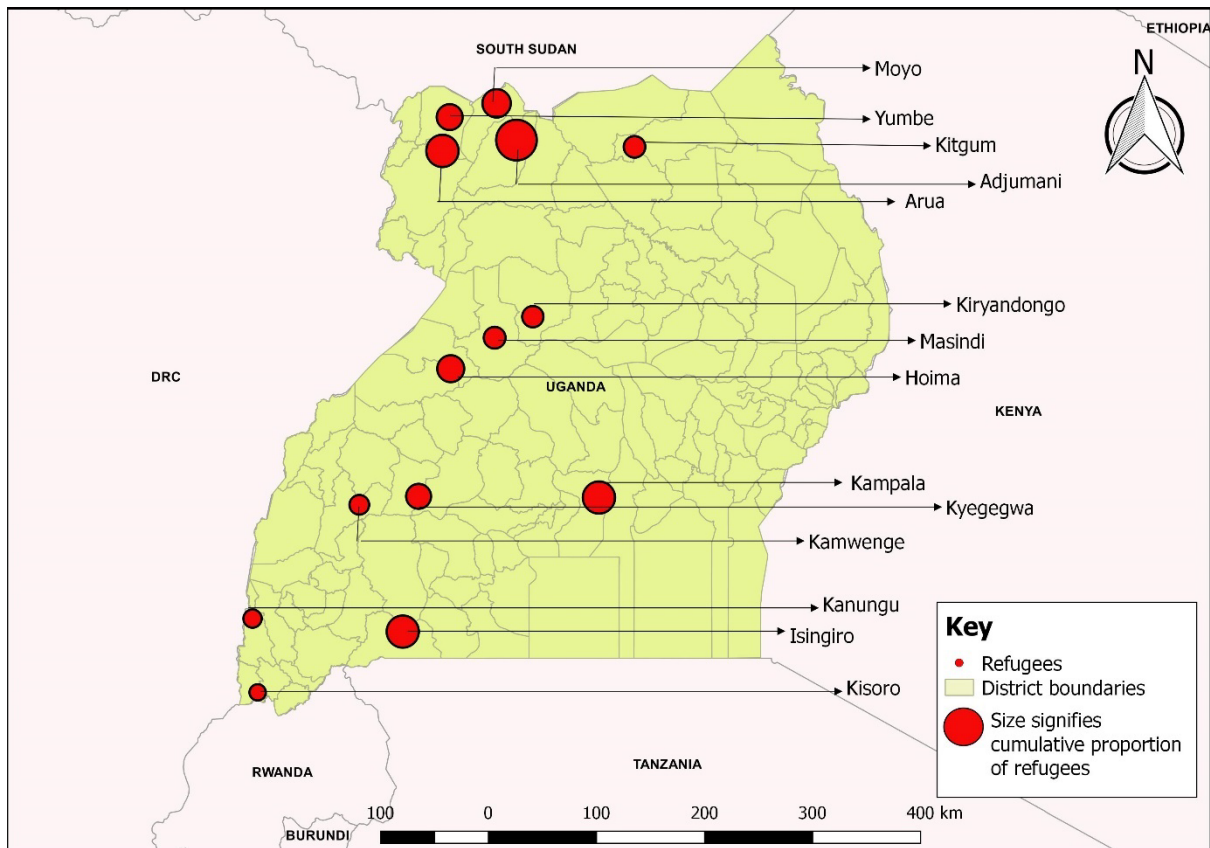 ETHIOPIA
SOUTH SUDAN
Moyo
N
Yumbe
Kitgum
Adjumani
Arua
Kiryandongo
Masindi
DRC
Hoima
UGANDA
KENYA
Kampala
Kyegegwa
Kamwenge
Kanungu
Isingiro
Kisoro
Key
Refugees
District boundaries
Size signifies
cumulative proportion
of refugees
RWANDA
TANZANIA
BURUNDI
100 0 100 200 300 400 km